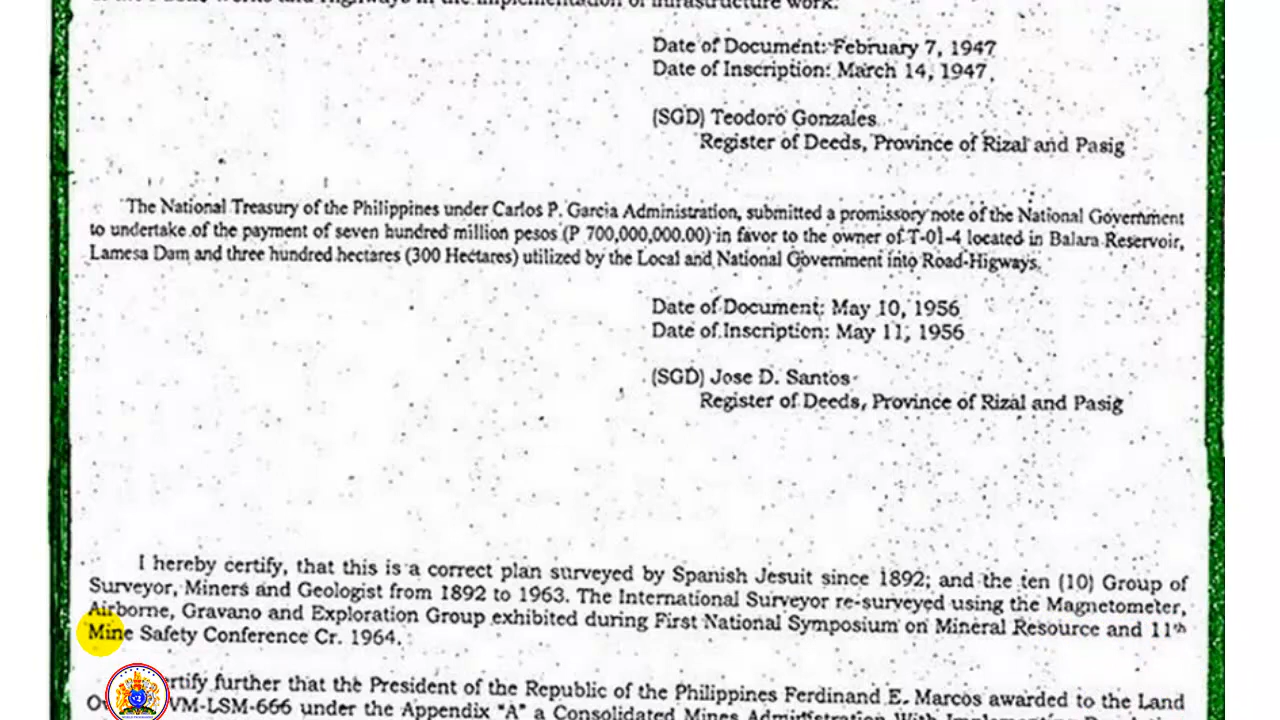 Highways in the implementation of infrastructure work.
Date of Document: February 7, 1947
Date of Inscription: March 14, 1947
(SGD) Teodoro Gonzales
Register of Deeds, Province of Rizal and Pasig
The National Treasury of the Philippines under Carlos P. Garcia Administration, submitted a promissory note of the National Government
to undertake of the payment of seven hundred million pesos (P 700,000,000.00) in favor to the owner of T-01-4 located in Balara Reservoir,
Lamesa Dam and three hundred hectares (300 Hectares) utilized by the Local and National Government into Road-Higways.
Date of Document: May 10, 1956
Date of Inscription: May 11, 1956
(SGD) Jose D. Santos
Register of Deeds, Province of Rizal and Pasig
I hereby certify, that this is a correct plan surveyed by Spanish Jesuit since 1892; and the ten (10) Group of
Surveyor, Miners and Geologist from 1892 to 1963. The International Surveyor re-surveyed using the Magnetometer,
Airborne, Gravano and Exploration Group exhibited during First National Symposium on Mineral Resource and 11th
Mine Safety Conference Cr. 1964.
further that the President of the Republic of the Philippines Ferdinand E. Marcos awarded to the Land
VM-LSM-666 under the Appendix "A" a Consolidated Mines